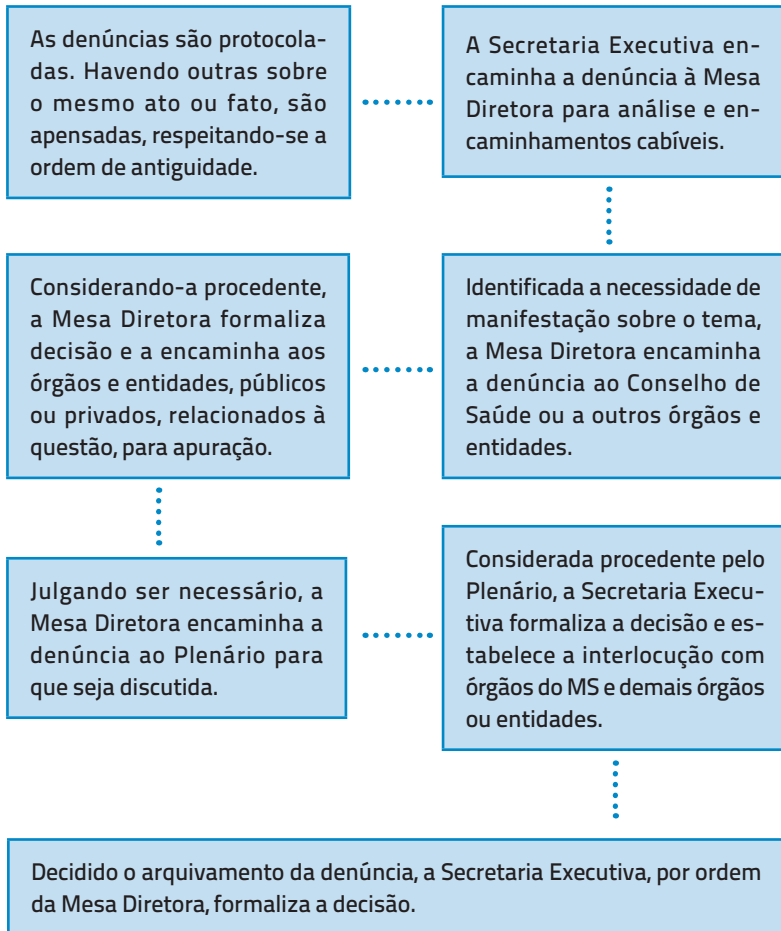 As denúncias são protocola-
das. Havendo outras sobre
o mesmo ato ou fato, são
apensadas, respeitando-se a
ordem de antiguidade.
A Secretaria Executiva en-
caminha a denúncia à Mesa
Diretora para análise e en-
caminhamentos cabíveis.
Identificada a necessidade de
manifestação sobre o tema,
a Mesa Diretora encaminha
a denúncia ao Conselho de
Saúde ou a outros órgãos e
entidades.
Considerando-a procedente,
a Mesa Diretora formaliza
decisão e a encaminha aos
órgãos e entidades, públicos
ou privados, relacionados à
questão, para apuração.
Julgando ser necessário, a
Mesa Diretora encaminha a
denúncia ao Plenário para
que seja discutida.
Considerada procedente pelo
Plenário, a Secretaria Execu-
tiva formaliza a decisão e es-
tabelece a interlocução com
órgãos do MS e demais órgãos
ou entidades.
Decidido o arquivamento da denúncia, a Secretaria Executiva, por ordem
da Mesa Diretora, formaliza a decisão.